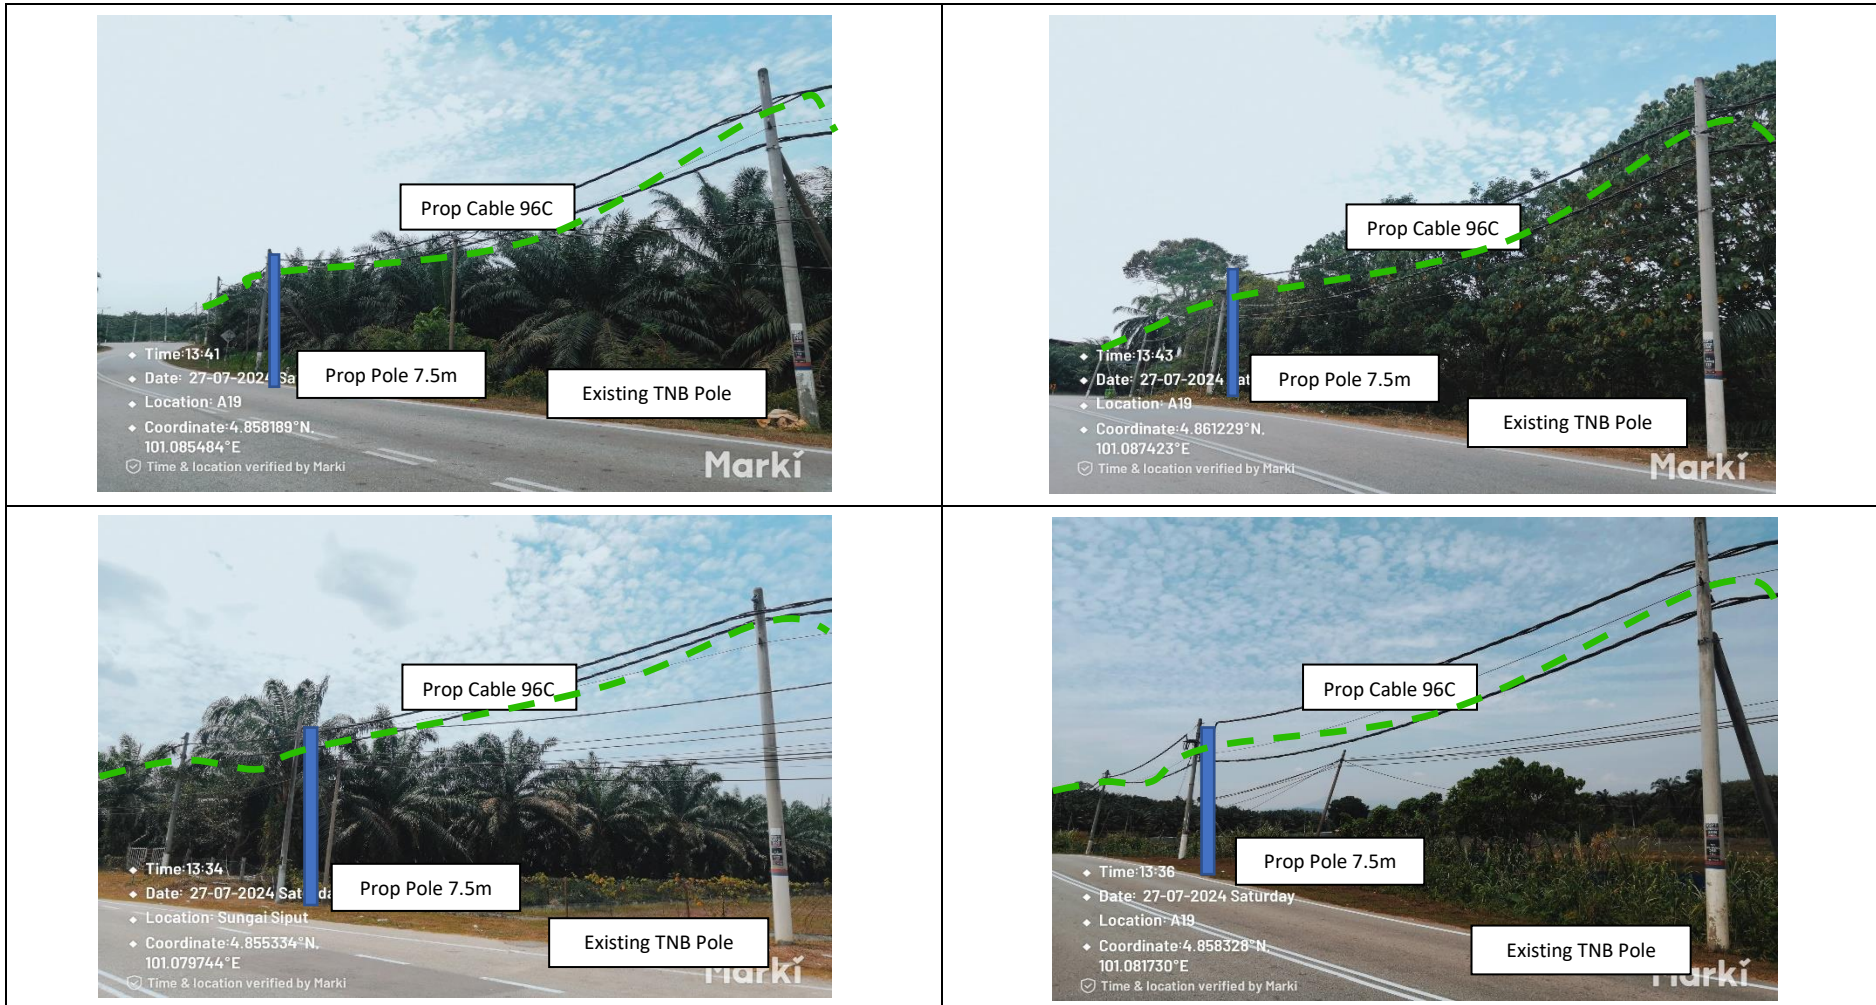 Prop Cable 96C
Prop Pole 7.5m
Existing TNB Pole
Time:13:41
Date: 27-07-2024 Sa
Location: A19
Coordinate:4.858189°N,
101.085484°E
Time & location verified by Marki
Marki
Prop Cable 96C
Prop Pole 7.5m
Existing TNB Pole
Time:13:43
Date: 27-07-2024 Sat
Location: A19
Coordinate:4.861229°N,
101.087423°E
Time & location verified by Marki
Marki
Prop Cable 96C
Prop Pole 7.5m
Existing TNB Pole
Time:13:34
Date: 27-07-2024 Saturda
Location: Sungai Siput
Coordinate:4.855334°N,
101.079744°E
Time & location verified by Marki
Marki
Prop Cable 96C
Prop Pole 7.5m
Existing TNB Pole
Time:13:36
Date: 27-07-2024 Saturday
Location: A19
Coordinate:4.858328°N
101.081730°E
Time & location verified by Marki
Marki